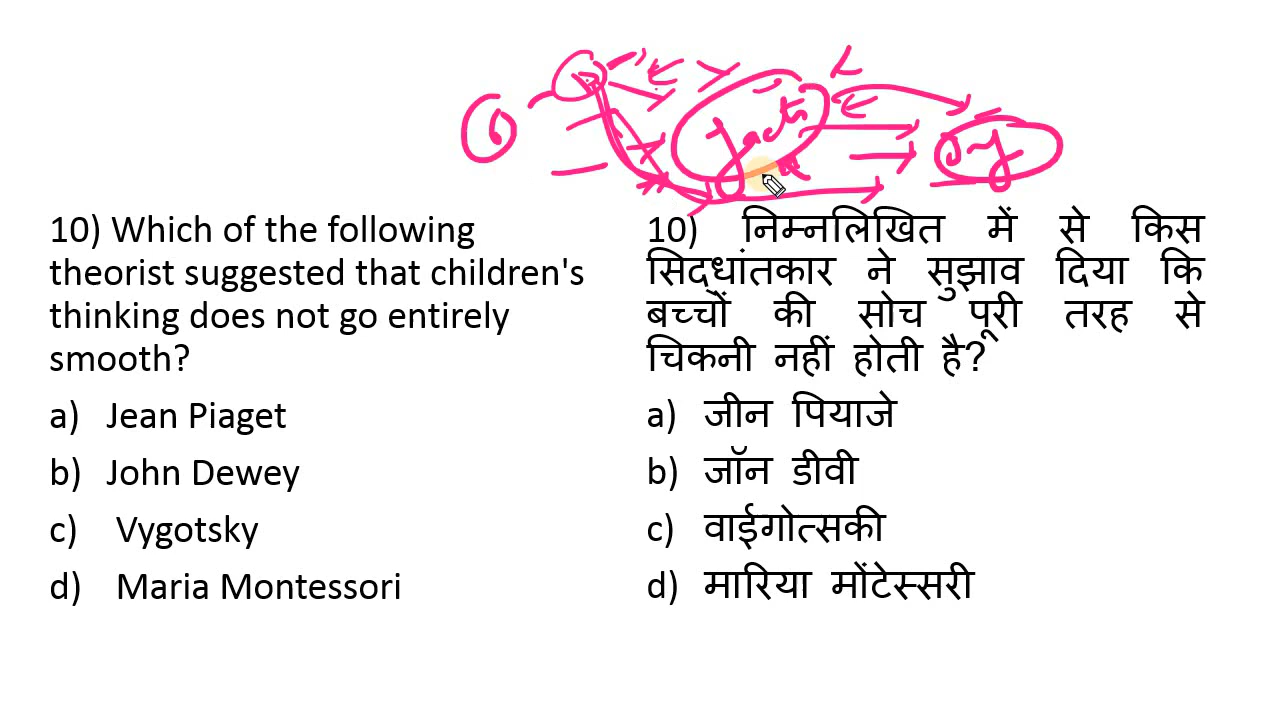 facts
10) Which of the following
theorist suggested that children's
thinking does not go entirely
smooth?
a) Jean Piaget
b) John Dewey
c) Vygotsky
d) Maria Montessori
10) निम्नलिखित में से किस
सिद्धांतकार ने सुझाव दिया कि
बच्चों की सोच पूरी तरह से
चिकनी नहीं होती है?
a) जीन पियाजे
b) जॉन डीवी
c) वाईगोत्सकी
d) मारिया मोंटेस्सरी